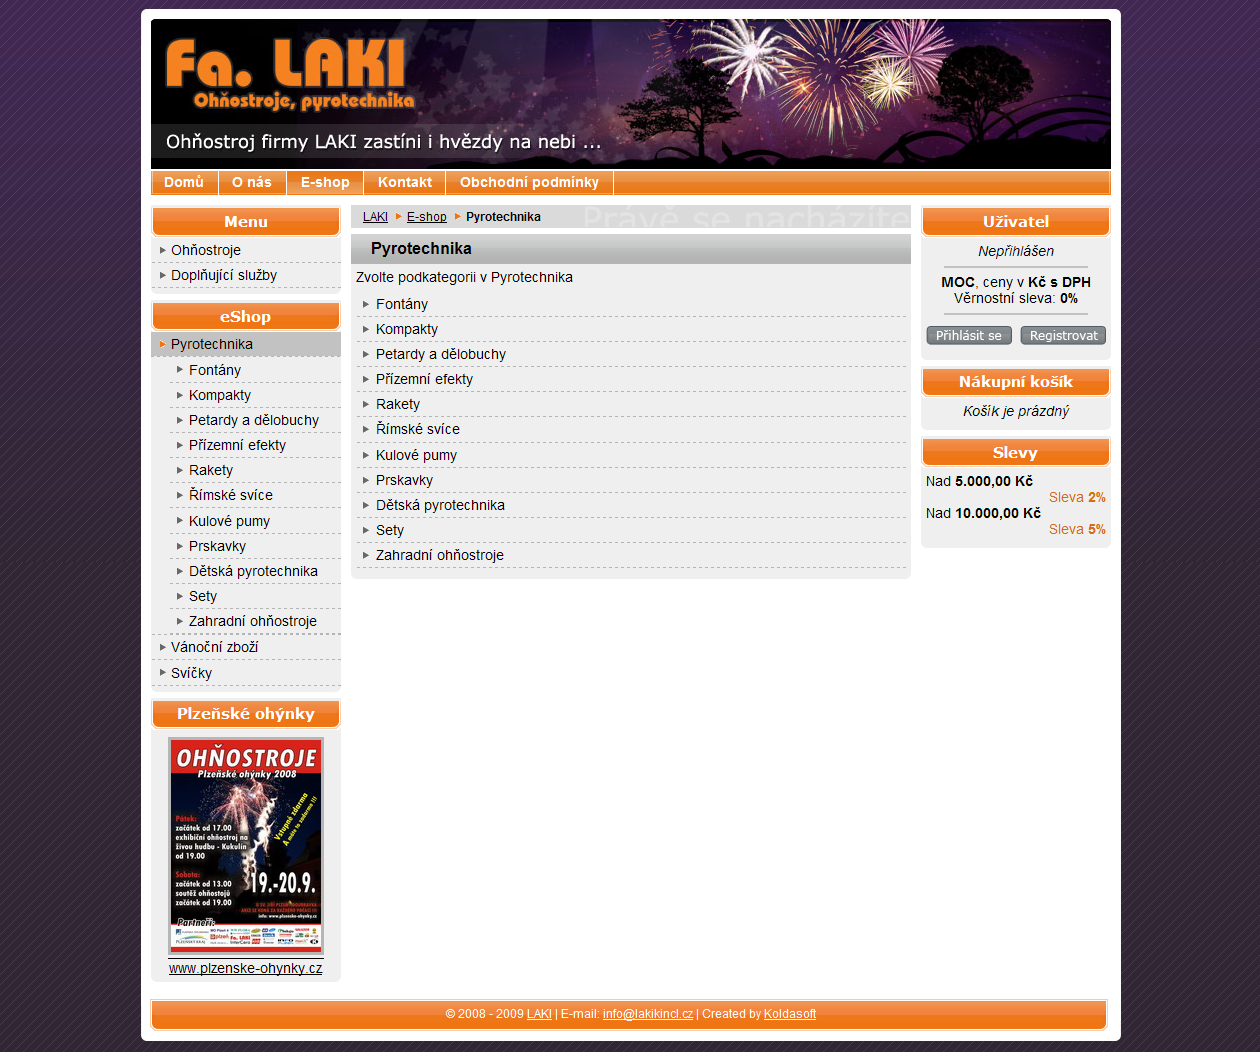 Fa. LAKI
Ohňostroje, pyrotechnika
Ohňostroj firmy LAKI zastíni i hvězdy na nebi ...
Domů
O nás
E-shop
Kontakt
Obchodní podmínky
Menu
Ohňostroje
Doplňující služby
eShop
Pyrotechnika
Fontány
Kompakty
Petardy a dělobuchy
Přízemní efekty
Rakety
Římské svíce
Kulové pumy
Prskavky
Dětská pyrotechnika
Sety
Zahradní ohňostroje
Vánoční zboží
Svíčky
Plzeňské ohýnky
OHŇOSTROJE
Plzeňské ohýnky 2008
Vstupné zdarma
A máte to zadarmo !!!
Pátek:
začátek od 17.00
exhibiční ohňostroj na
živou hudbu - Kukulín
od 19.00
Sobota:
začátek od 13.00
soutěž ohňostojů
začátek od 19.00
19.-20.9.
Partneři:
www.plzenske-ohynky.cz
LAKI E-shop Pyrotechnika
Právě se nacházíte
Pyrotechnika
Zvolte podkategorii v Pyrotechnika
Fontány
Kompakty
Petardy a dělobuchy
Přízemní efekty
Rakety
Římské svíce
Kulové pumy
Prskavky
Dětská pyrotechnika
Sety
Zahradní ohňostroje
Uživatel
Nepřihlášen
MOC, ceny v Kč s DPH
Věrnostní sleva: 0%
Přihlásit se
Registrovat
Nákupní košík
Košík je prázdný
Slevy
Nad 5.000,00 Kč
Sleva 2%
Nad 10.000,00 Kč
Sleva 5%
© 2008 - 2009 LAKI | E-mail: info@lakikincl.cz | Created by Koldasoft